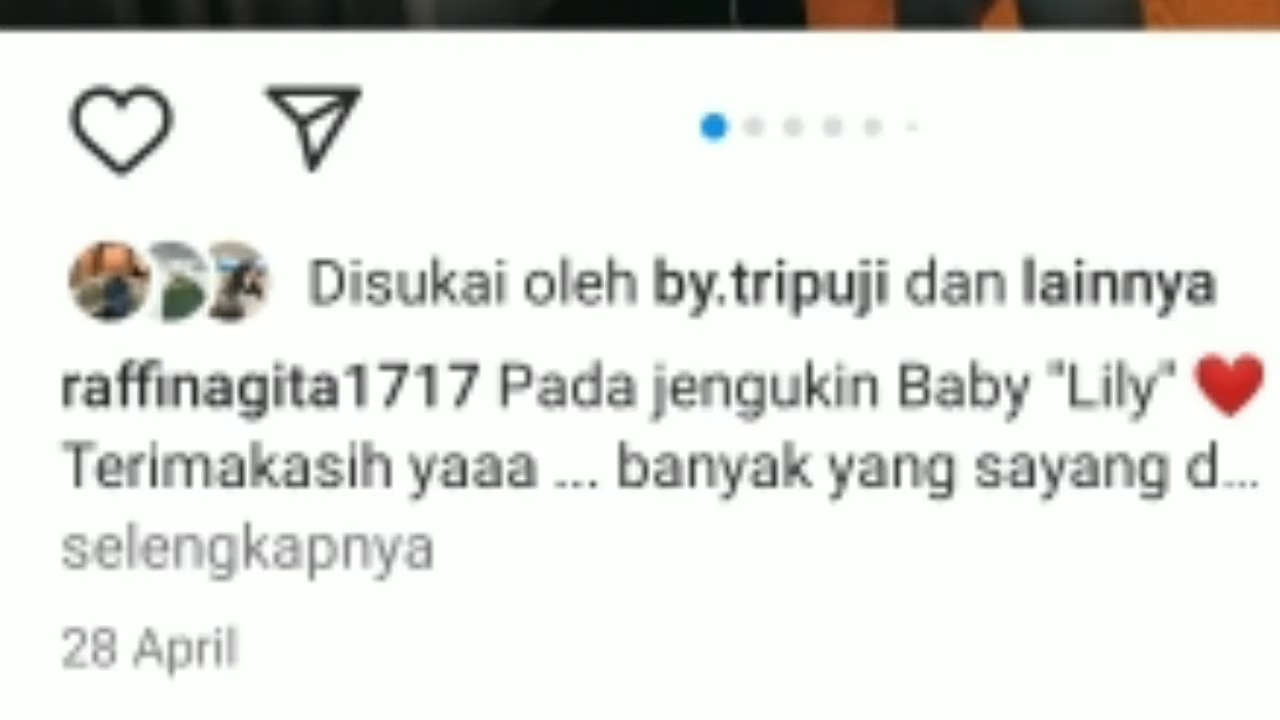 Disukai oleh by.tripuji dan lainnya
raffinagita1717 Pada jengukin Baby "Lily" ❤️
Terimakasih yaaa ... banyak yang sayang d...
selengkapnya
28 April